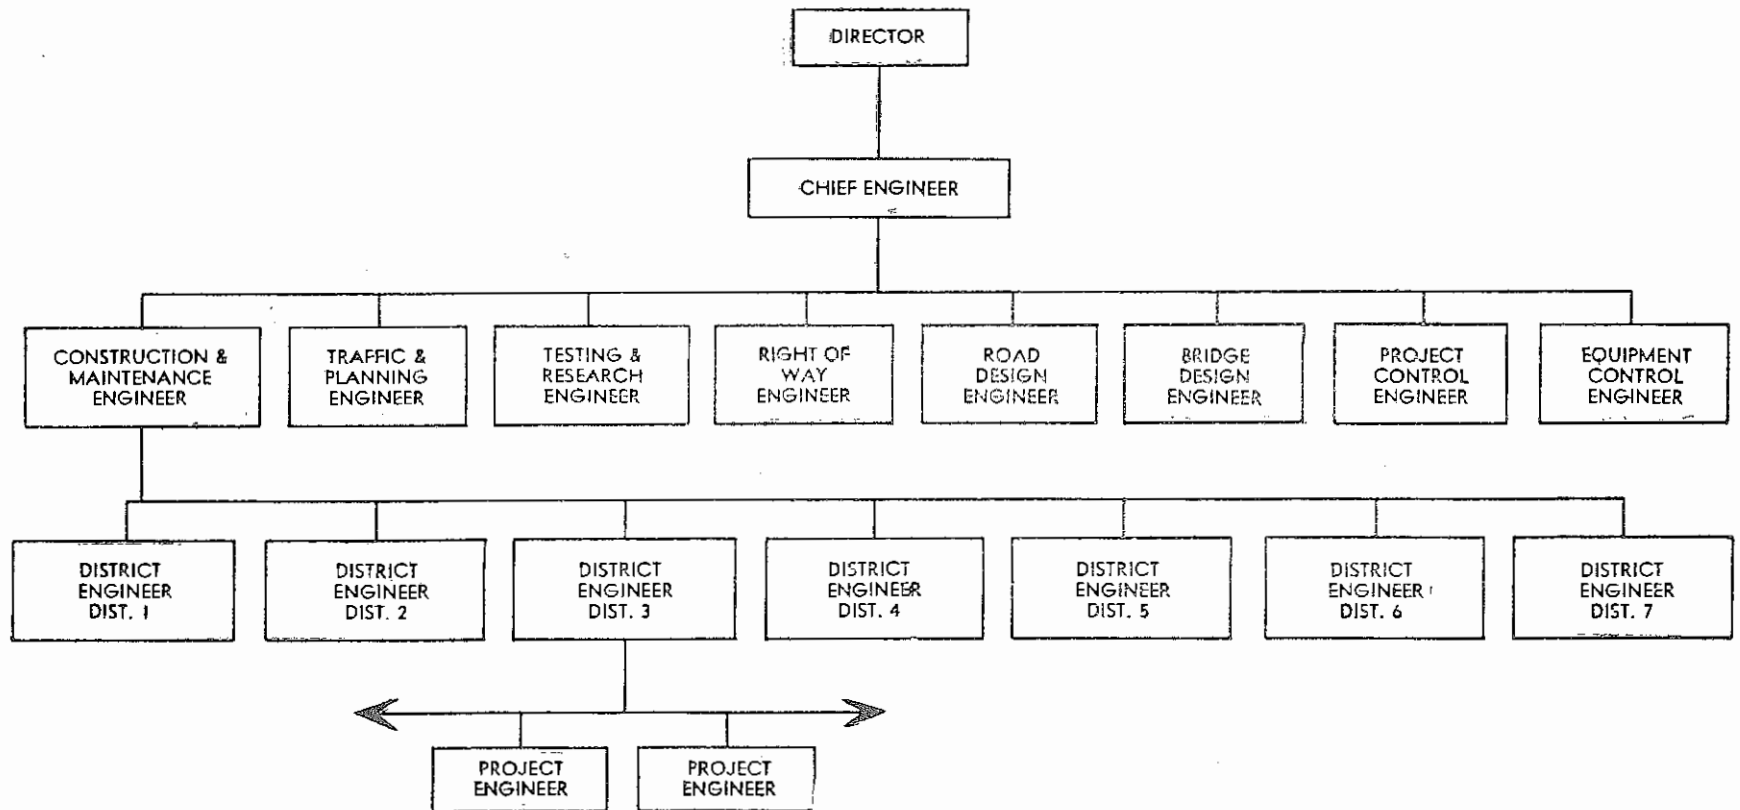 DIRECTOR
CHIEF ENGINEER
CONSTRUCTION &
MAINTENANCE
ENGINEER
TRAFFIC &
PLANNING
ENGINEER
TESTING &
RESEARCH
ENGINEER
RIGHT OF
WAY
ENGINEER
ROAD
DESIGN
ENGINEER
BRIDGE
DESIGN
ENGINEER
PROJECT
CONTROL
ENGINEER
EQUIPMENT
CONTROL
ENGINEER
DISTRICT
ENGINEER
DIST. 1
DISTRICT
ENGINEER
DIST. 2
DISTRICT
ENGINEER
DIST. 3
DISTRICT
ENGINEER
DIST. 4
DISTRICT
ENGINEER
DIST. 5
DISTRICT
ENGINEER
DIST. 6
DISTRICT
ENGINEER
DIST. 7
PROJECT
ENGINEER
PROJECT
ENGINEER